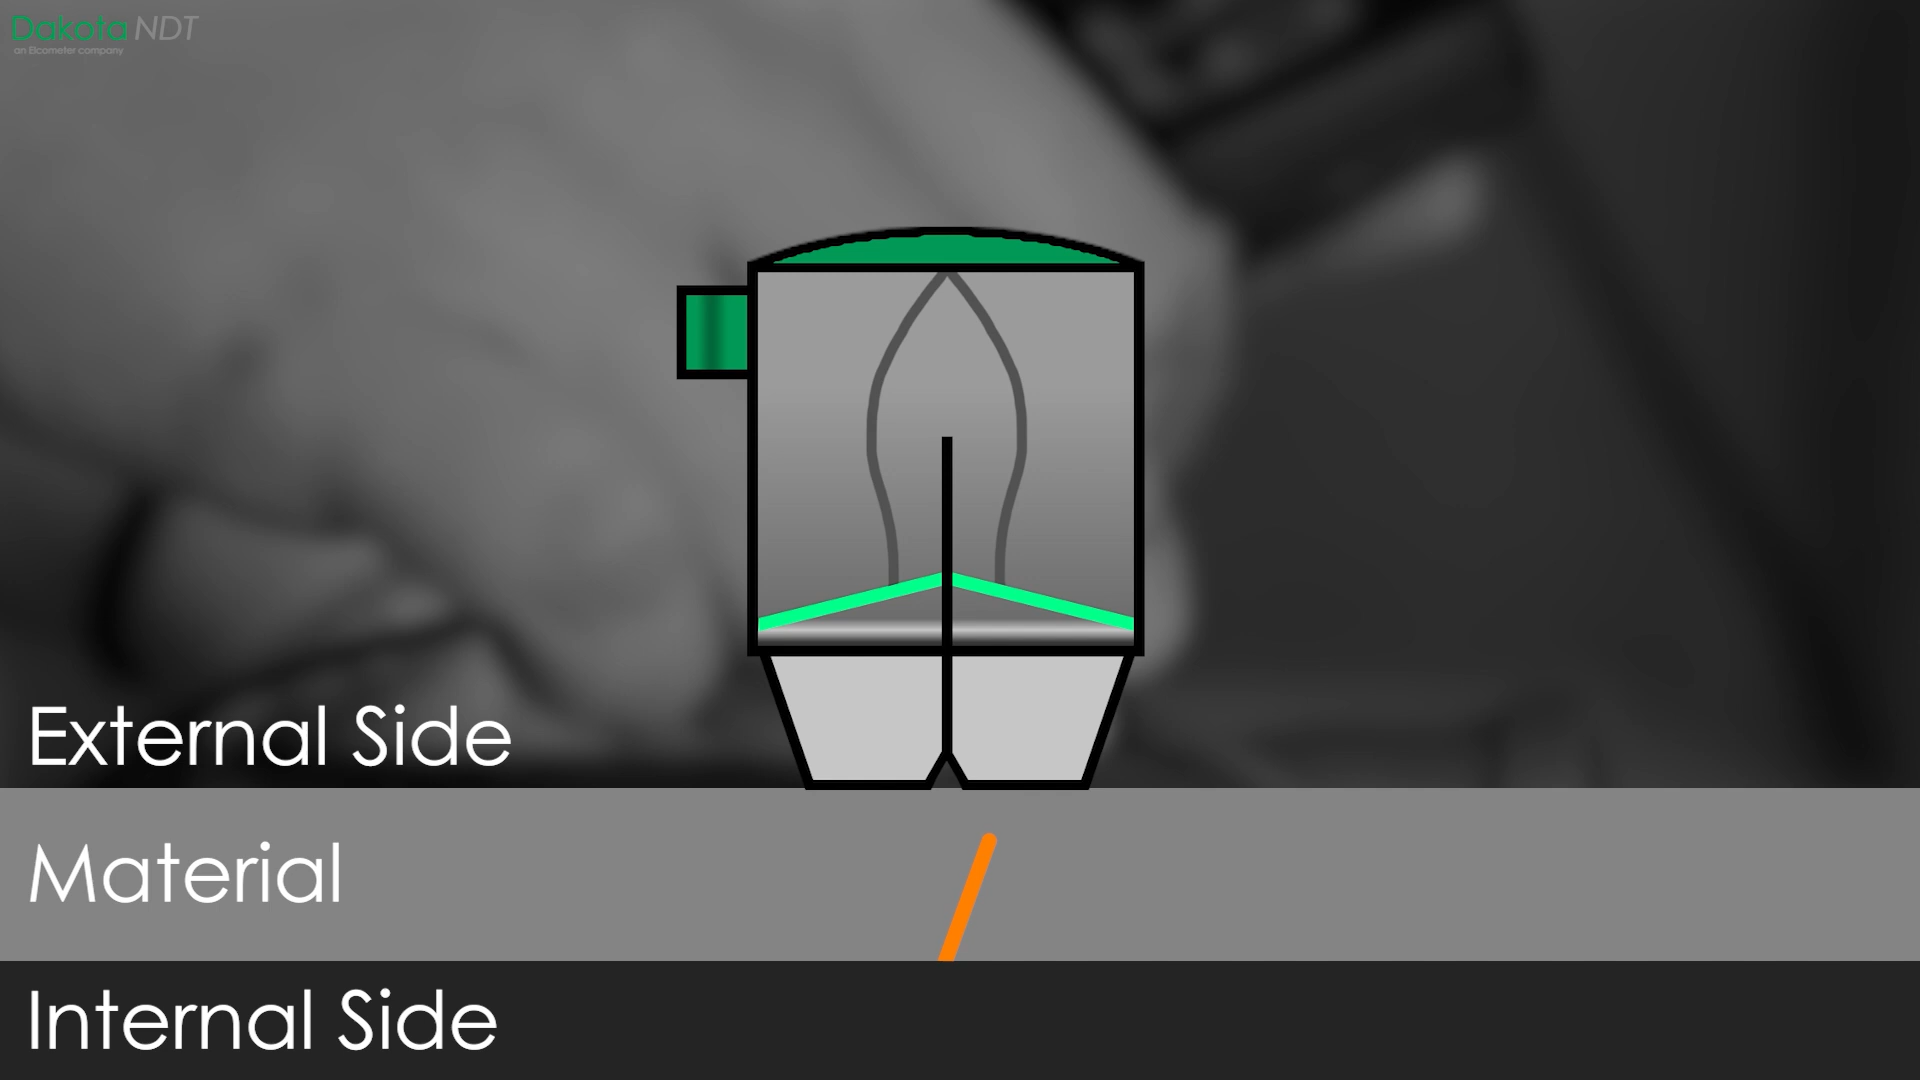 Dakota NDT
an Elcometer company
External Side
Material
Internal Side